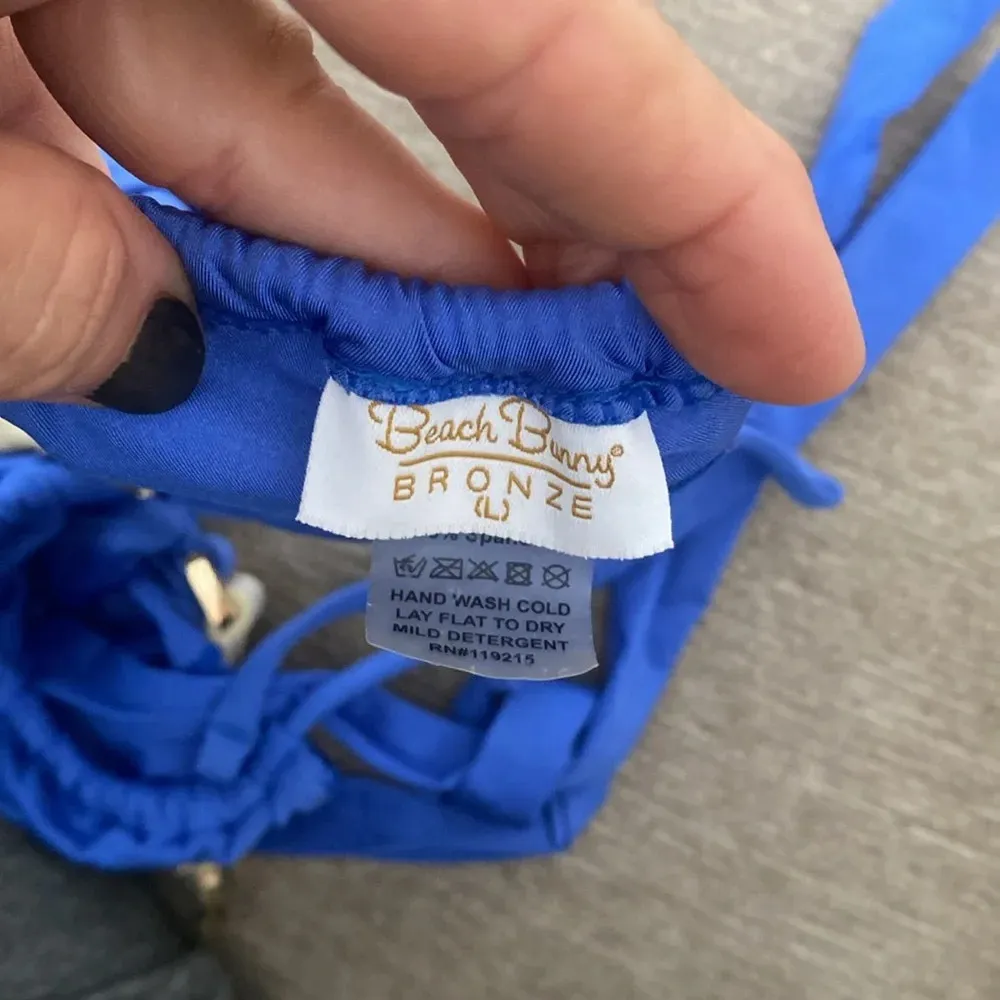 Beach Bunny®
BRONZE
(L)
HAND WASH COLD
LAY FLAT TO DRY
MILD DETERGENT
RN#119215